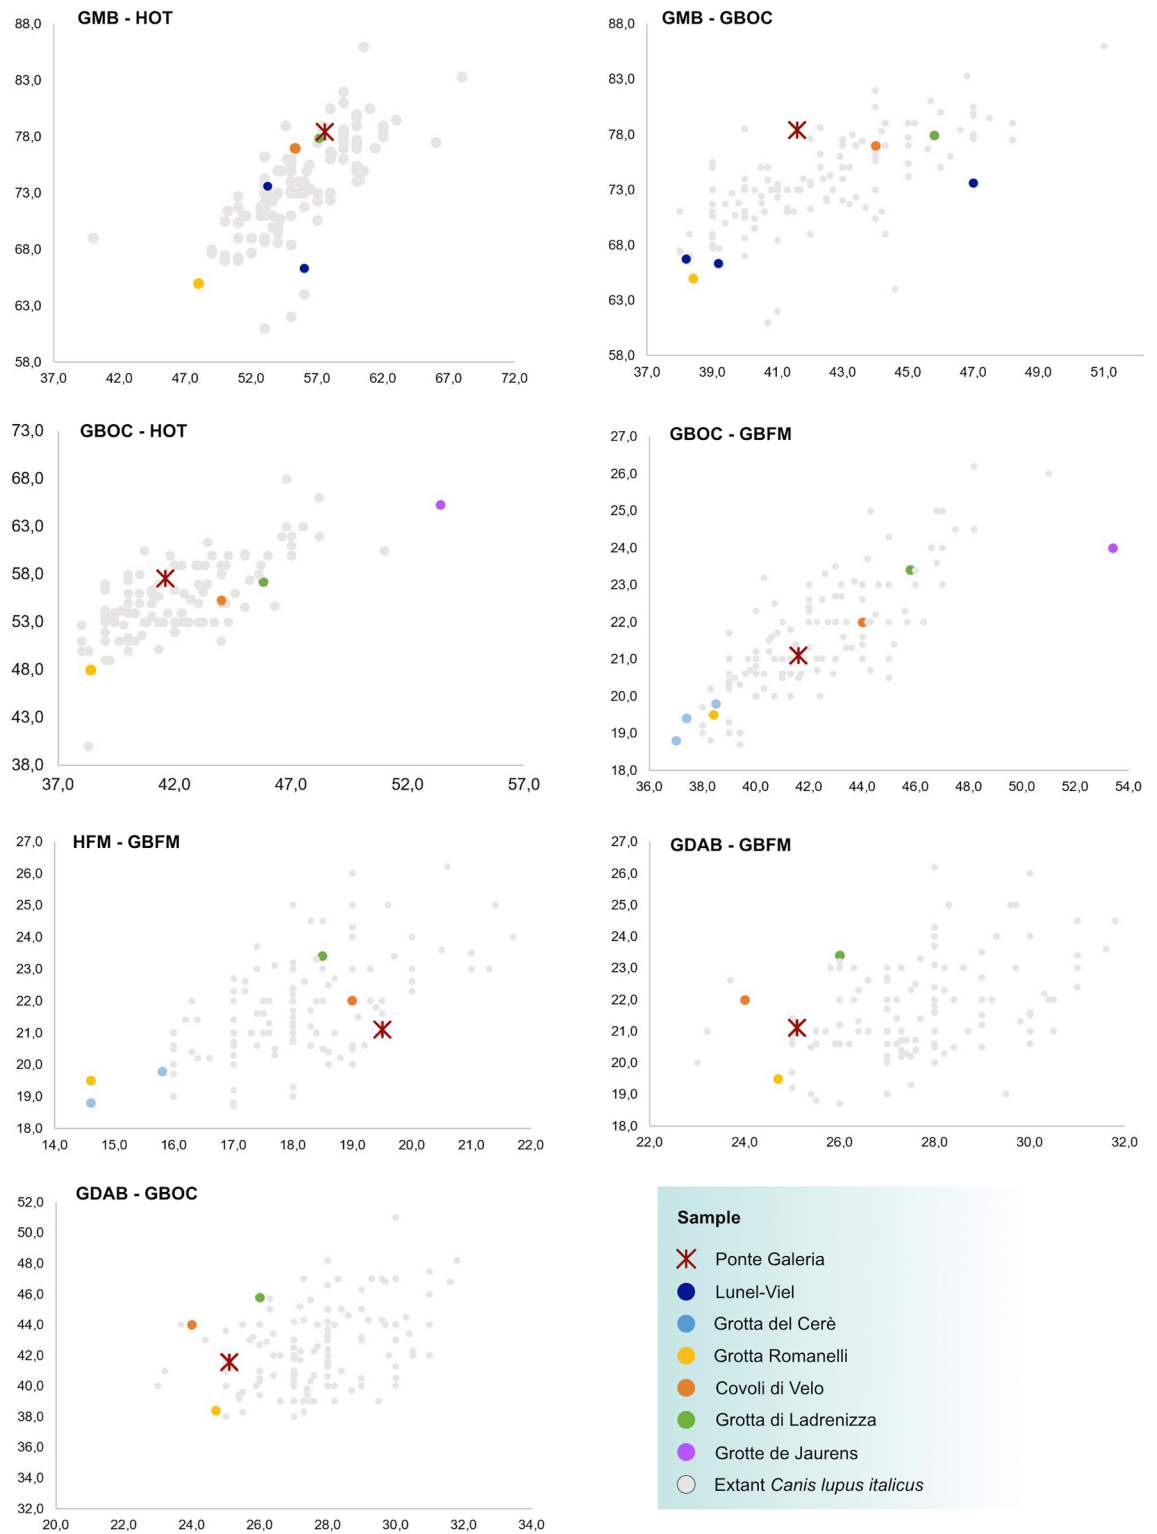 GMB - HOT
88,0
83,0
78,0
73,0
68,0
63,0
58,0
37,0 42,0 47,0 52,0 57,0 62,0 67,0 72,0
GMB - GBOC
88,0
83,0
78,0
73,0
68,0
63,0
58,0
37,0 39,0 41,0 43,0 45,0 47,0 49,0 51,0
GBOC - HOT
73,0
68,0
63,0
58,0
53,0
48,0
43,0
38,0
37,0 42,0 47,0 52,0 57,0
GBOC - GBFM
27,0
26,0
25,0
24,0
23,0
22,0
21,0
20,0
19,0
18,0
36,0 38,0 40,0 42,0 44,0 46,0 48,0 50,0 52,0 54,0
HFM - GBFM
27,0
26,0
25,0
24,0
23,0
22,0
21,0
20,0
19,0
18,0
14,0 15,0 16,0 17,0 18,0 19,0 20,0 21,0 22,0
GDAB - GBFM
27,0
26,0
25,0
24,0
23,0
22,0
21,0
20,0
19,0
18,0
22,0 24,0 26,0 28,0 30,0 32,0
GDAB - GBOC
52,0
50,0
48,0
46,0
44,0
42,0
40,0
38,0
36,0
34,0
32,0
20,0 22,0 24,0 26,0 28,0 30,0 32,0 34,0
Sample
Ponte Galeria
Lunel-Viel
Grotta del Cerè
Grotta Romanelli
Covoli di Velo
Grotta di Ladrenizza
Grotte de Jaurens
Extant Canis lupus italicus